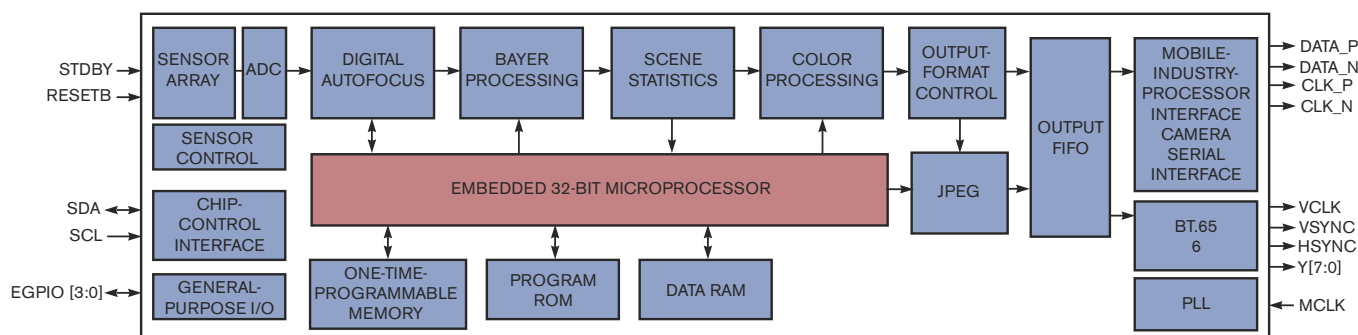 STDBY
RESETB
SDA
SCL
EGPIO [3:0]
SENSOR
ARRAY
ADC
SENSOR
CONTROL
CHIP-
CONTROL
INTERFACE
GENERAL-
PURPOSE I/O
DIGITAL
AUTOFOCUS
BAYER
PROCESSING
SCENE
STATISTICS
COLOR
PROCESSING
OUTPUT-
FORMAT
CONTROL
EMBEDDED 32-BIT MICROPROCESSOR
JPEG
ONE-TIME-
PROGRAMMABLE
MEMORY
PROGRAM
ROM
DATA RAM
OUTPUT
FIFO
MOBILE-
INDUSTRY-
PROCESSOR
INTERFACE
CAMERA
SERIAL
INTERFACE
BT.65
6
PLL
DATA_P
DATA_N
CLK_P
CLK_N
VCLK
VSYNC
HSYNC
Y[7:0]
MCLK